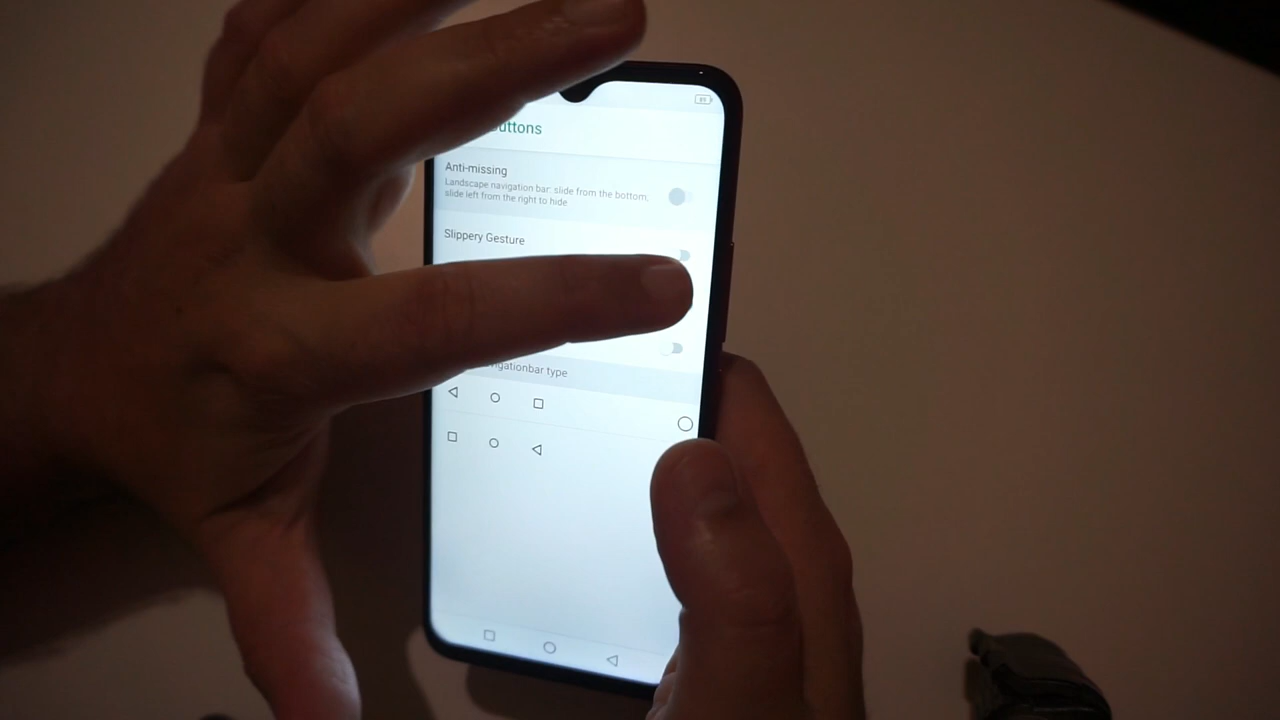 uttons
Anti-missing
Landscape navigation bar: slide from the bottom,
slide left from the right to hide
Slippery Gesture
navigationbar type